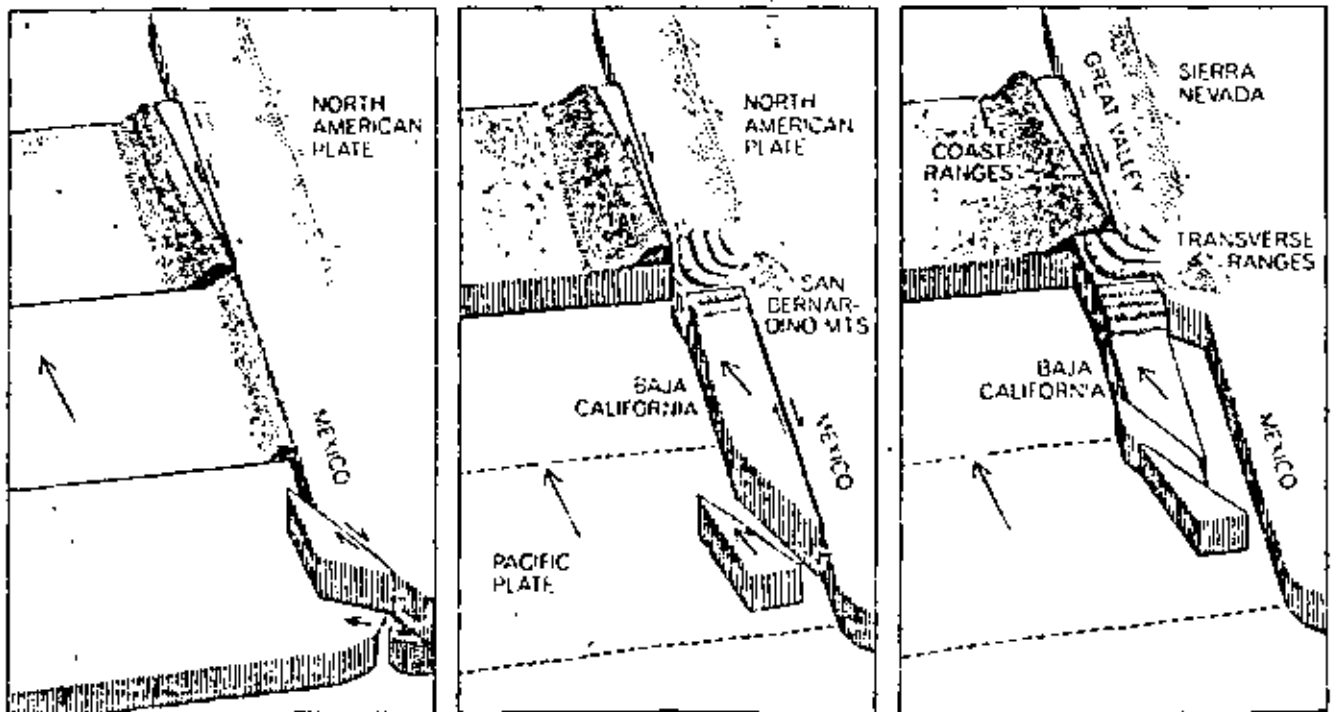 NORTH
AMERICAN
PLATE
MEXICO
NORTH
AMERICAN
PLATE
SAN
BERNAR-
DINO MTS
BAJA
CALIFORNIA
MEXICO
PACIFIC
PLATE
GREAT VALLEY
SIERRA
NEVADA
COAST
RANGES
TRANSVERSE
RANGES
BAJA
CALIFORNIA
MEXICO